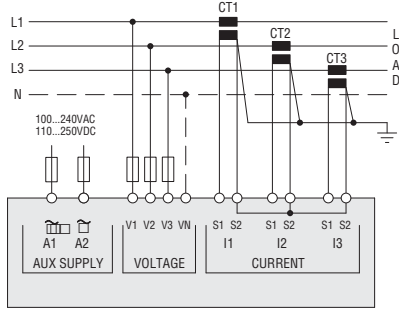 CT1
L1
CT2
L2
CT3
L3
N
LOAD
100...240VAC
110...250VDC
V1 V2 V3 VN
S1 S2 S1 S2 S1 S2
A1 A2
I1 I2 I3
AUX SUPPLY VOLTAGE CURRENT